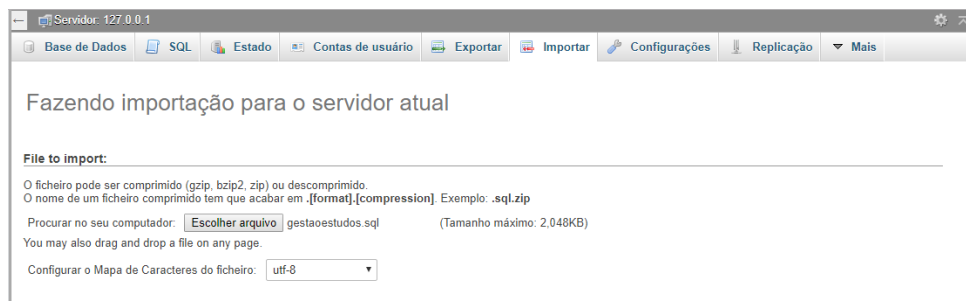 Servidor: 127.0.0.1
Base de Dados SQL Estado Contas de usuário Exportar Importar Configurações Replicação Mais
Fazendo importação para o servidor atual
File to import:
O ficheiro pode ser comprimido (gzip, bzip2, zip) ou descomprimido.
O nome de um ficheiro comprimido tem que acabar em .[format].[compression]. Exemplo: .sql.zip
Procurar no seu computador: Escolher arquivo gestaoestudos.sql (Tamanho máximo: 2,048KB)
You may also drag and drop a file on any page.
Configurar o Mapa de Caracteres do ficheiro: utf-8